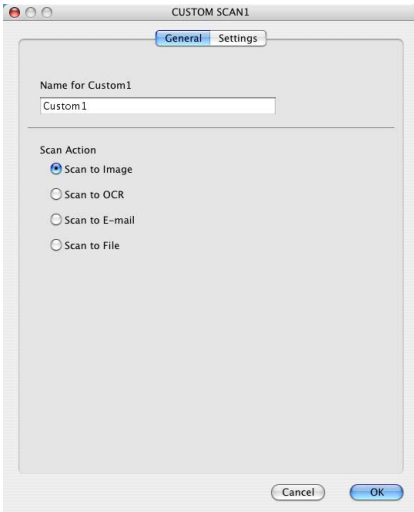 CUSTOM SCAN1
General Settings
Name for Custom1
Custom1
Scan Action
Scan to Image
Scan to OCR
Scan to E-mail
Scan to File
Cancel OK